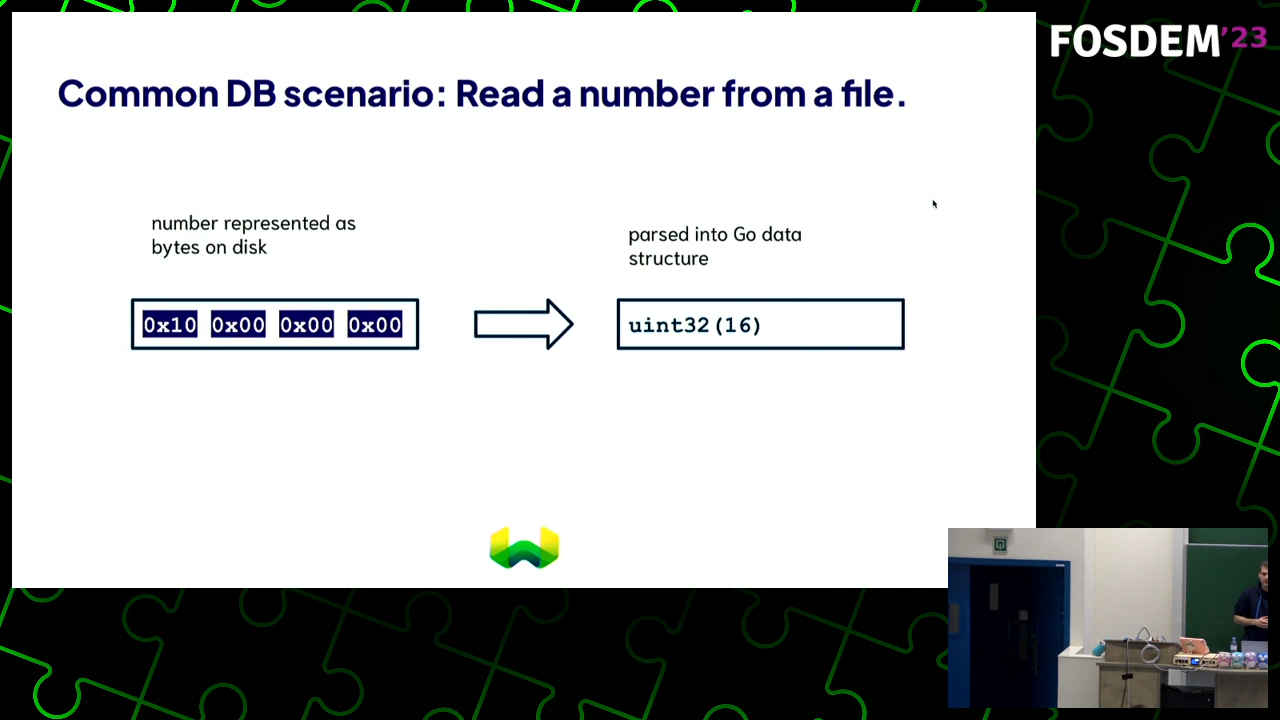 FOSDEM'23
Common DB scenario: Read a number from a file.
number represented as
bytes on disk
parsed into Go data
structure
0x10 0x00 0x00 0x00
uint32(16)